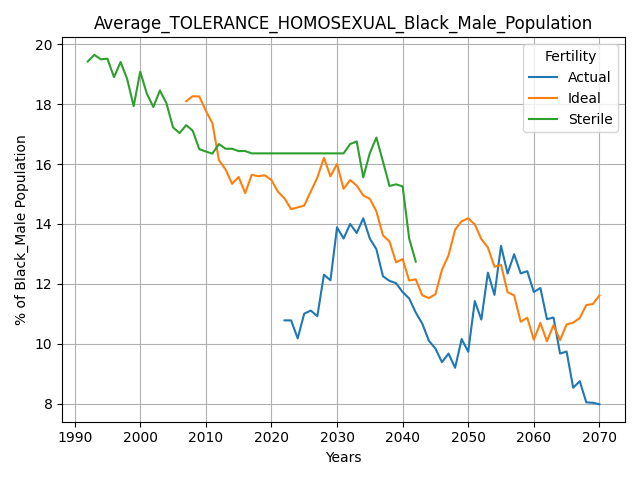 Average_TOLERANCE_HOMOSEXUAL_Black_Male_Population
Fertility
Actual
Ideal
Sterile
% of Black_Male Population
20
18
16
14
12
10
8
1990 2000 2010 2020 2030 2040 2050 2060 2070
Years